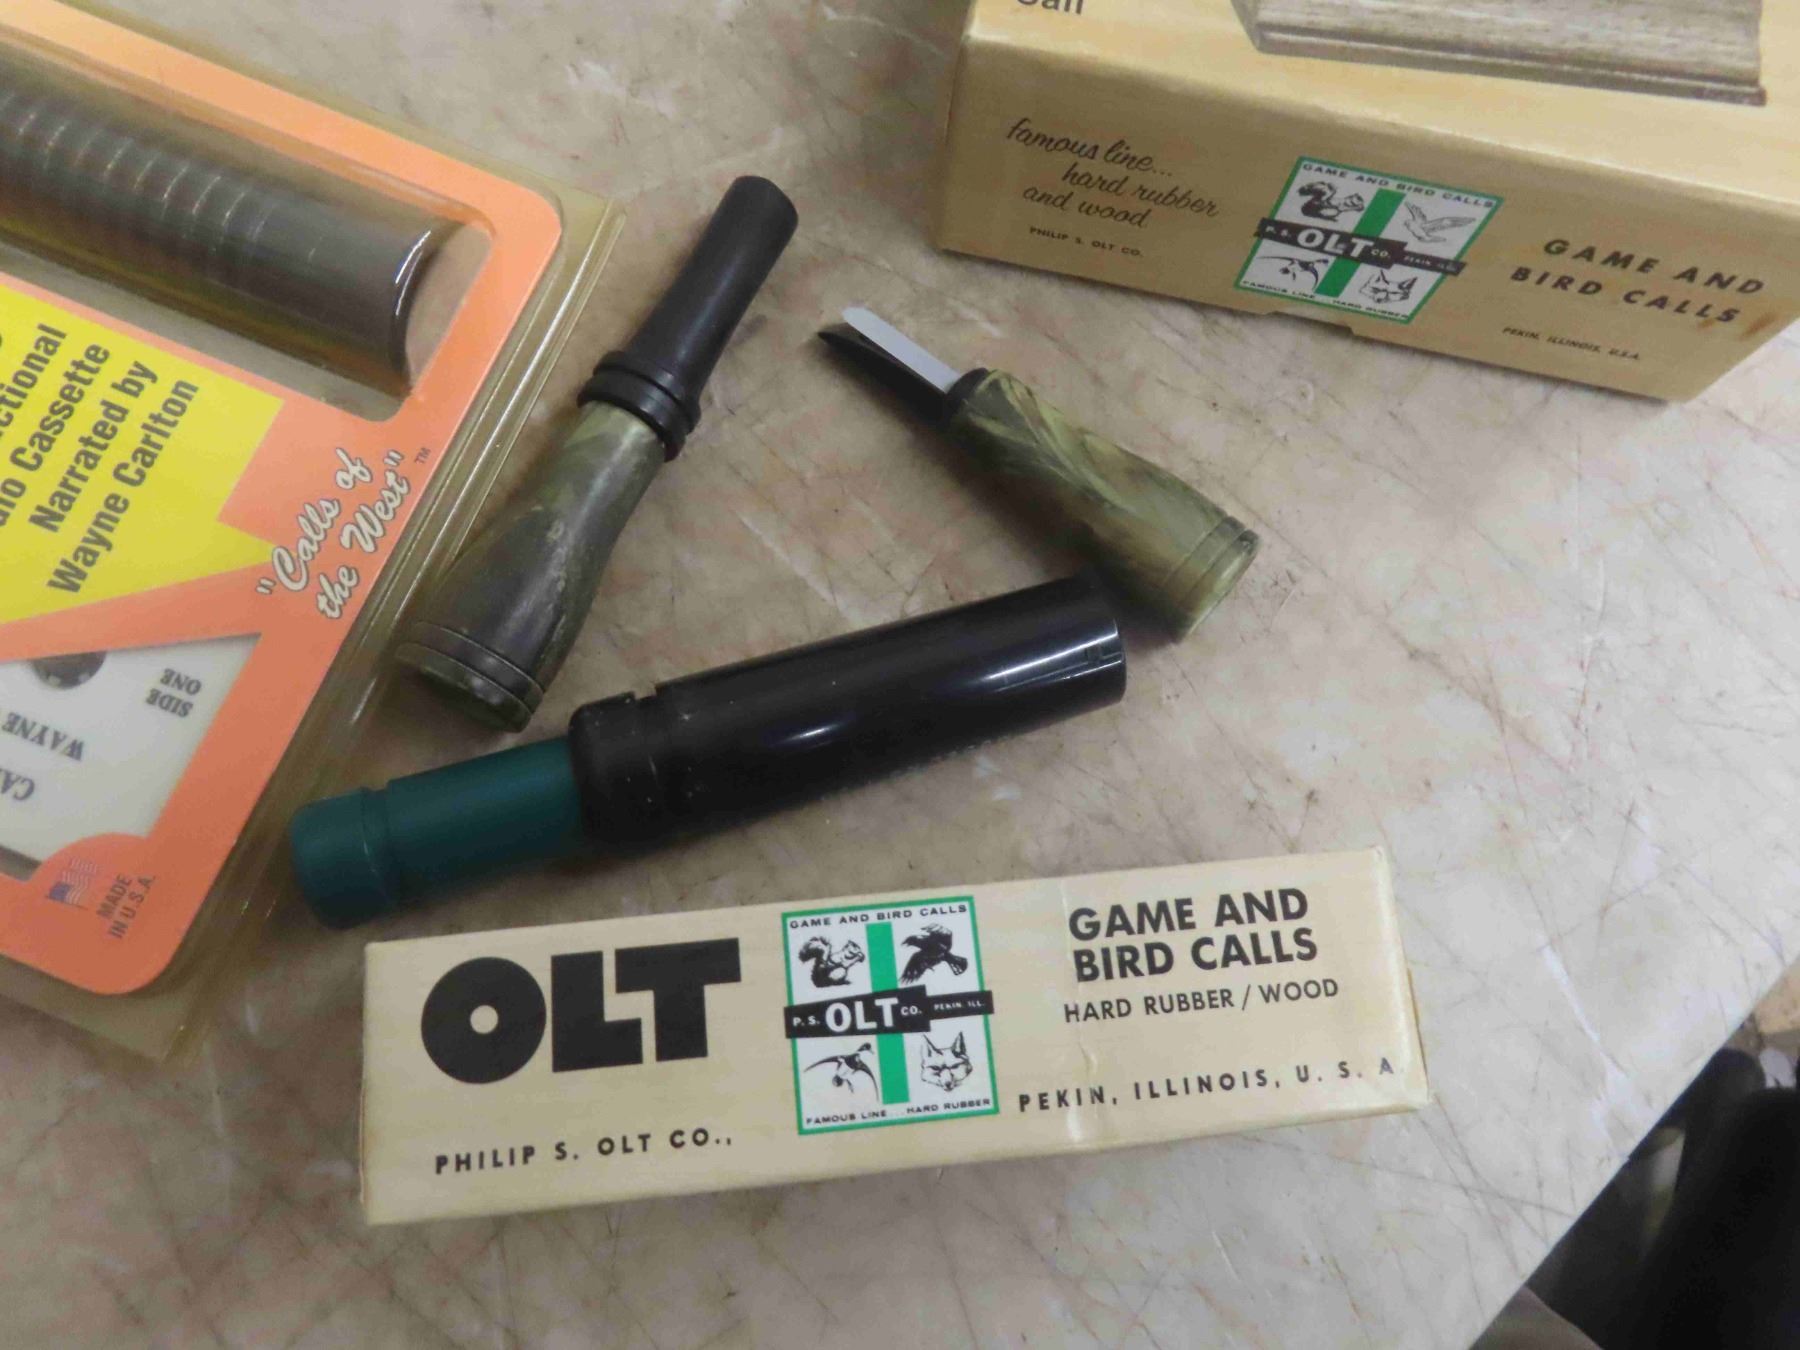 Call
famous line...
hard rubber
and wood
PHILIP S. OLT CO.
GAME AND BIRD CALLS
P. S. OLT CO. PEKIN ILL.
FAMOUS LINE... HARD RUBBER
GAME AND
BIRD CALLS
PEKIN, ILLINOIS, U.S.A.
Cassette
Narrated by
Wayne Carlton
"Calls of
the West"™
SIDE
ONE
WAYNE
MADE
IN U.S.A.
OLT
PHILIP S. OLT CO.,
GAME AND BIRD CALLS
P. S. OLT CO. PEKIN, ILL.
FAMOUS LINE... HARD RUBBER
GAME AND
BIRD CALLS
HARD RUBBER / WOOD
PEKIN, ILLINOIS, U. S. A